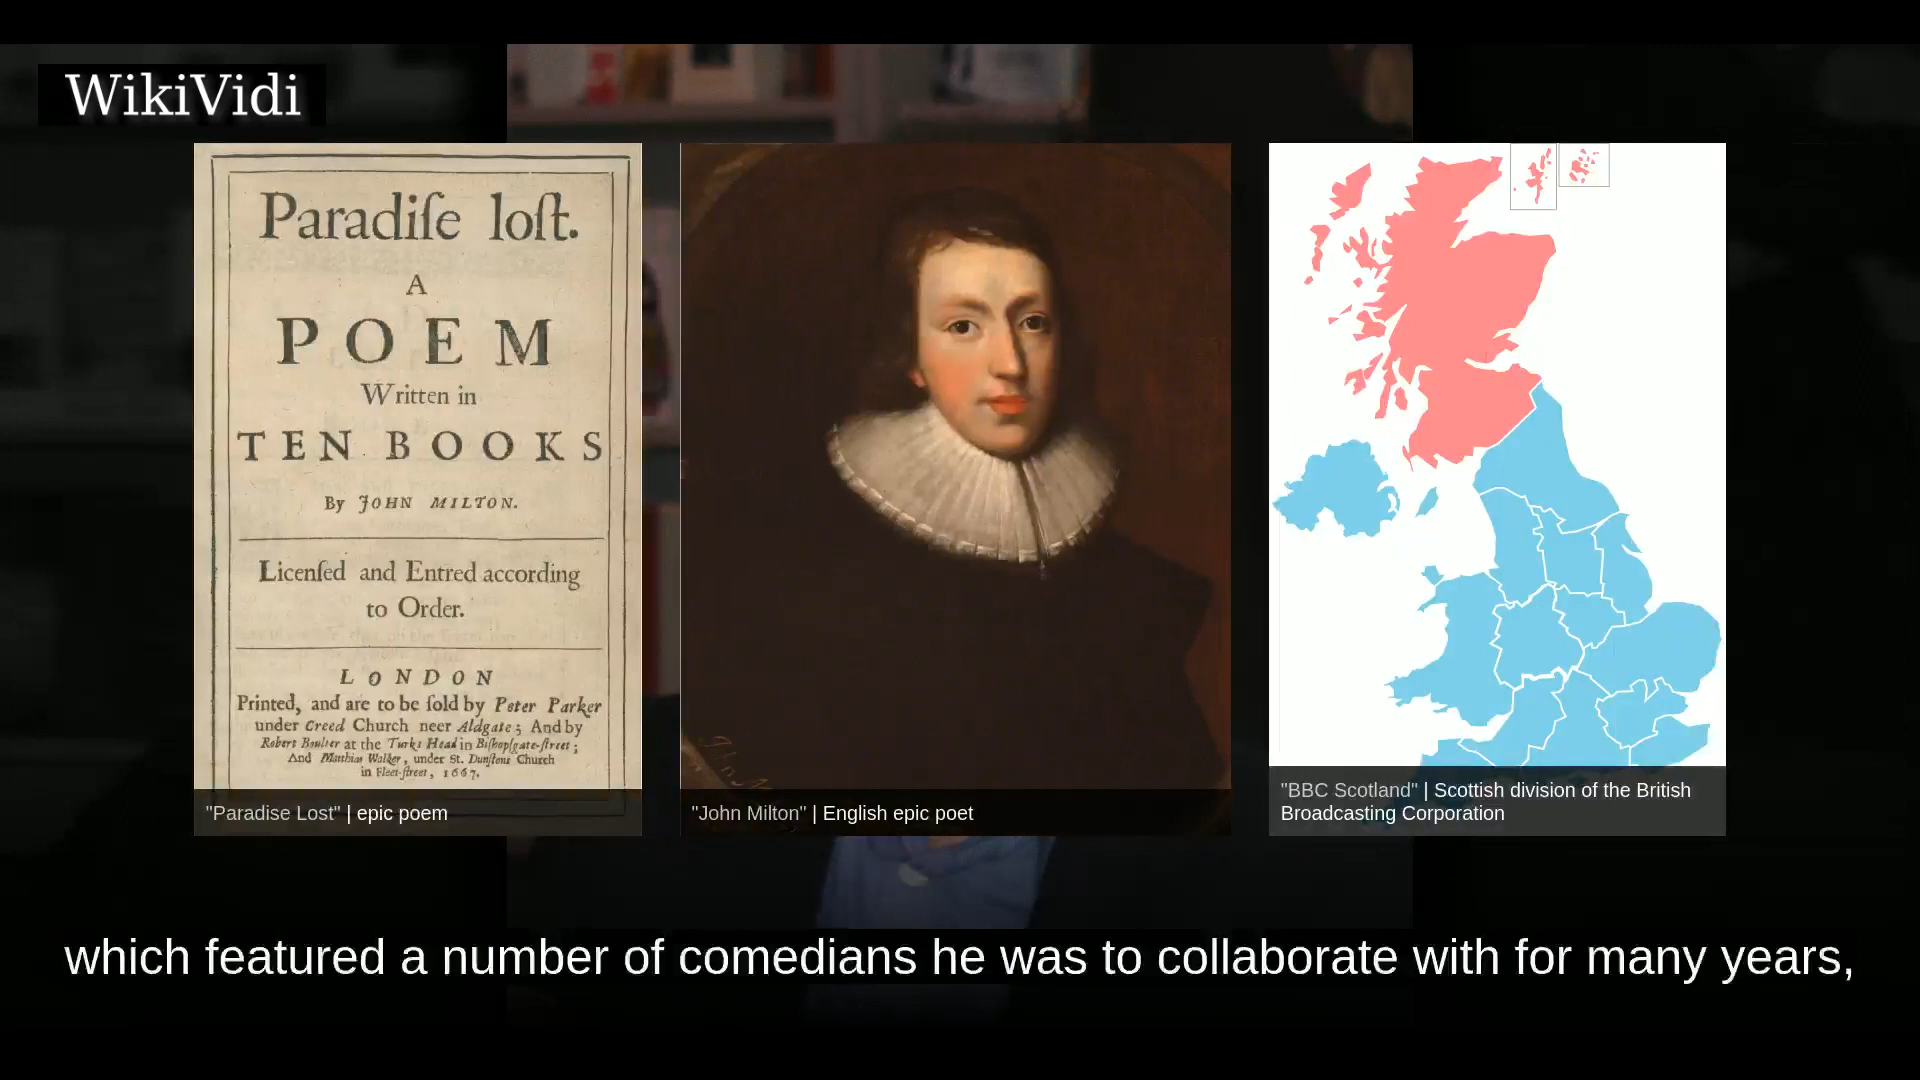 WikiVidi
Paradiſe loſt.
A
POEM
Written in
TEN BOOKS
By JOHN MILTON.
Licenſed and Entred according
to Order.
LONDON
Printed, and are to be ſold by Peter Parker
under Creed Church neer Aldgate; And by
Robert Boulter at the Turks Head in Biſhopſgate-ſtreet;
And Matthias Walker, under St. Dunſtons Church
in Fleet-ſtreet, 1667.
"Paradise Lost" | epic poem
"John Milton" | English epic poet
"BBC Scotland" | Scottish division of the British
Broadcasting Corporation
which featured a number of comedians he was to collaborate with for many years,